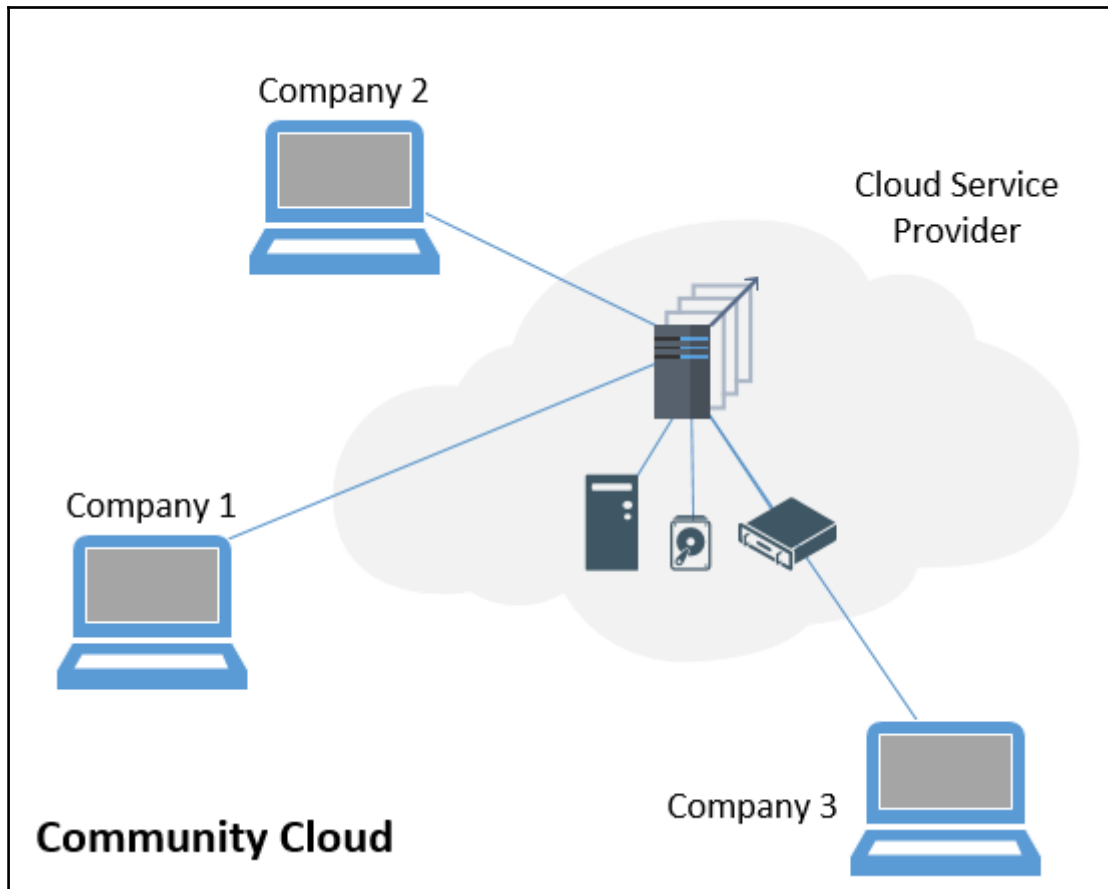 Company 2
Cloud Service
Provider
Company 1
Company 3
Community Cloud